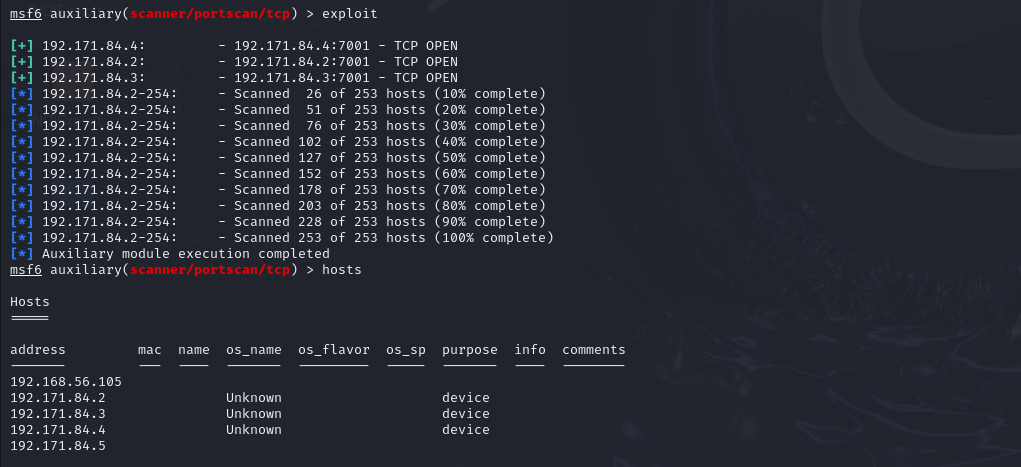 msf6 auxiliary(scanner/portscan/tcp) > exploit
[+] 192.171.84.4:         - 192.171.84.4:7001 - TCP OPEN
[+] 192.171.84.2:         - 192.171.84.2:7001 - TCP OPEN
[+] 192.171.84.3:         - 192.171.84.3:7001 - TCP OPEN
[*] 192.171.84.2-254:     - Scanned  26 of 253 hosts (10% complete)
[*] 192.171.84.2-254:     - Scanned  51 of 253 hosts (20% complete)
[*] 192.171.84.2-254:     - Scanned  76 of 253 hosts (30% complete)
[*] 192.171.84.2-254:     - Scanned 102 of 253 hosts (40% complete)
[*] 192.171.84.2-254:     - Scanned 127 of 253 hosts (50% complete)
[*] 192.171.84.2-254:     - Scanned 152 of 253 hosts (60% complete)
[*] 192.171.84.2-254:     - Scanned 178 of 253 hosts (70% complete)
[*] 192.171.84.2-254:     - Scanned 203 of 253 hosts (80% complete)
[*] 192.171.84.2-254:     - Scanned 228 of 253 hosts (90% complete)
[*] 192.171.84.2-254:     - Scanned 253 of 253 hosts (100% complete)
[*] Auxiliary module execution completed
msf6 auxiliary(scanner/portscan/tcp) > hosts
Hosts
=====
address         mac  name  os_name  os_flavor  os_sp  purpose  info  comments
-------         ---  ----  -------  ---------  -----  -------  ----  --------
192.168.56.105
192.171.84.2               Unknown                    device
192.171.84.3               Unknown                    device
192.171.84.4               Unknown                    device
192.171.84.5